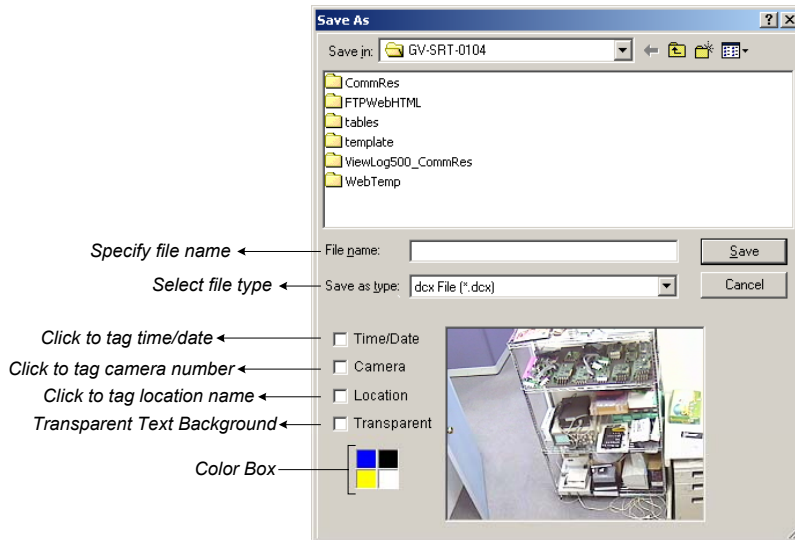 Save As
Save in: GV-SRT-0104
CommRes
FTPWebHTML
tables
template
ViewLog500_CommRes
WebTemp
Specify file name
File name:
Save
Select file type
Save as type: dcx File (*.dcx)
Cancel
Click to tag time/date
Time/Date
Click to tag camera number
Camera
Click to tag location name
Location
Transparent Text Background
Transparent
Color Box